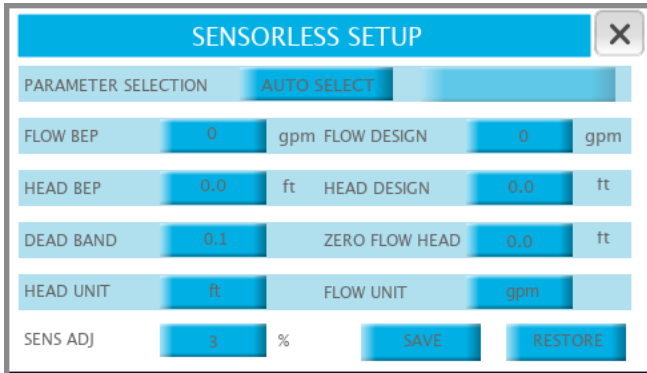 SENSORLESS SETUP
PARAMETER SELECTION AUTO SELECT
FLOW BEP 0 gpm FLOW DESIGN 0 gpm
HEAD BEP 0.0 ft HEAD DESIGN 0.0 ft
DEAD BAND 0.1 ZERO FLOW HEAD 0.0 ft
HEAD UNIT ft FLOW UNIT gpm
SENS ADJ 3 % SAVE RESTORE